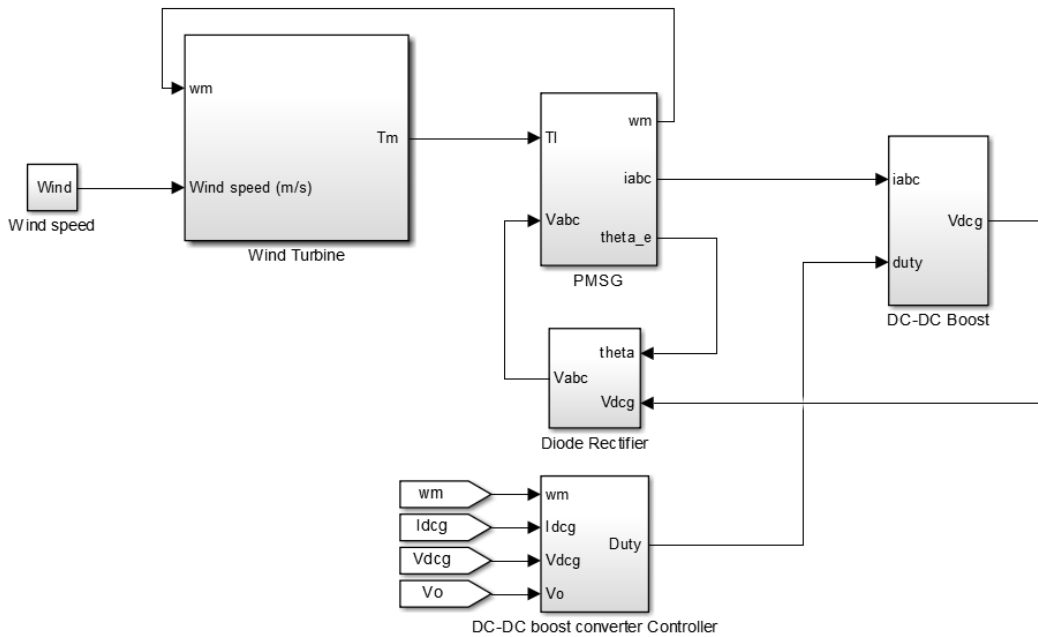 wm
Tm
Wind speed (m/s)
Wind Turbine
Wind
Wind speed
Tl
Vabc
wm
iabc
theta_e
PMSG
iabc
duty
Vdcg
DC-DC Boost
theta
Vabc
Vdcg
Diode Rectifier
wm
Idcg
Vdcg
Vo
wm
Idcg
Vdcg
Vo
Duty
DC-DC boost converter Controller